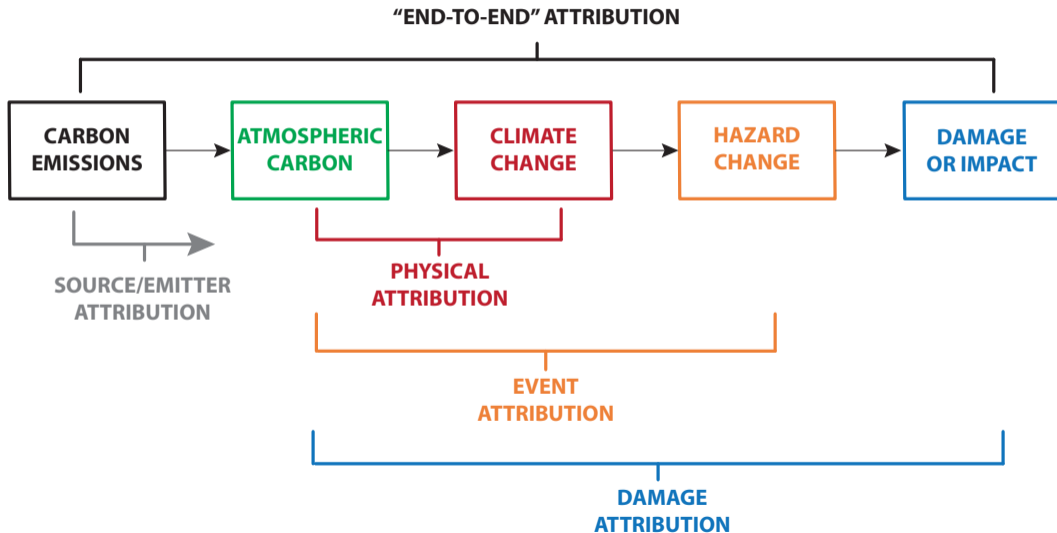 “END-TO-END” ATTRIBUTION
CARBON
EMISSIONS
ATMOSPHERIC
CARBON
CLIMATE
CHANGE
HAZARD
CHANGE
DAMAGE
OR IMPACT
SOURCE/EMITTER
ATTRIBUTION
PHYSICAL
ATTRIBUTION
EVENT
ATTRIBUTION
DAMAGE
ATTRIBUTION